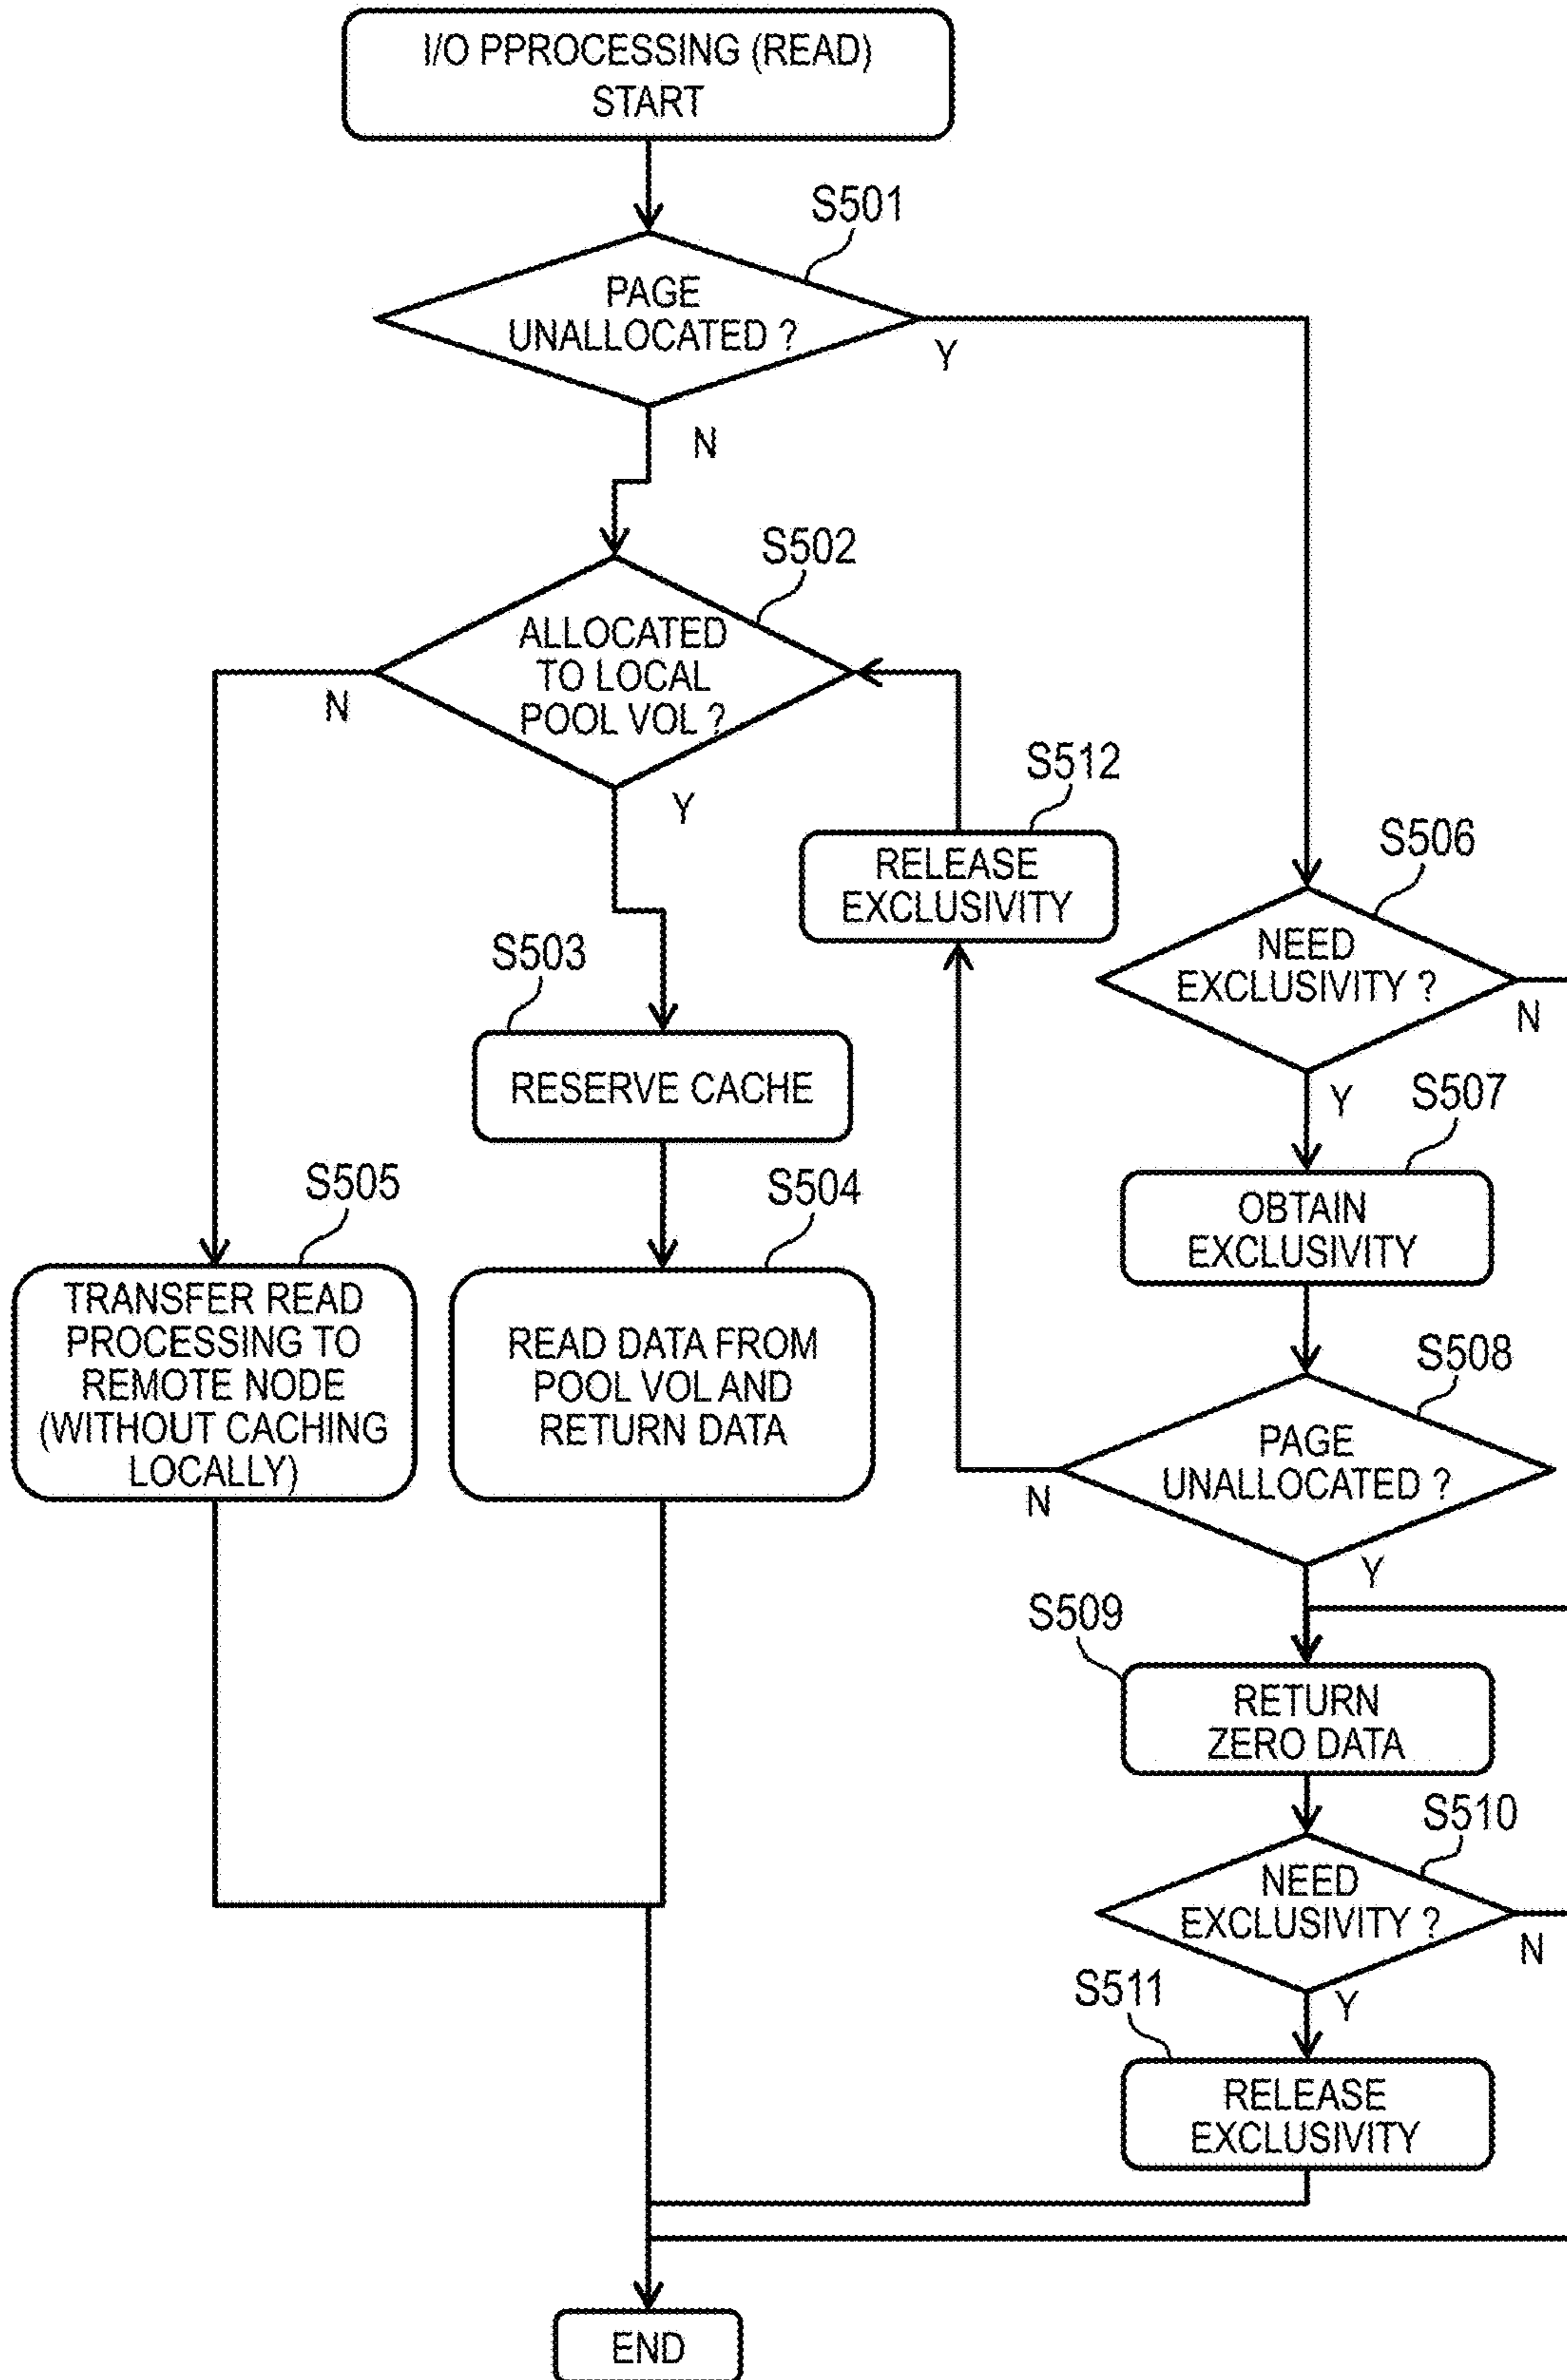 I/O PPROCESSING (READ)
START
S501
PAGE
UNALLOCATED ?
Y
N
S502
ALLOCATED
TO LOCAL
POOL VOL ?
N
Y
S512
RELEASE
EXCLUSIVITY
S506
NEED
EXCLUSIVITY ?
N
Y
S503
RESERVE CACHE
S507
OBTAIN
EXCLUSIVITY
S505
TRANSFER READ
PROCESSING TO
REMOTE NODE
(WITHOUT CACHING
LOCALLY)
S504
READ DATA FROM
POOL VOL AND
RETURN DATA
S508
PAGE
UNALLOCATED ?
N
Y
S509
RETURN
ZERO DATA
S510
NEED
EXCLUSIVITY ?
N
Y
S511
RELEASE
EXCLUSIVITY
END